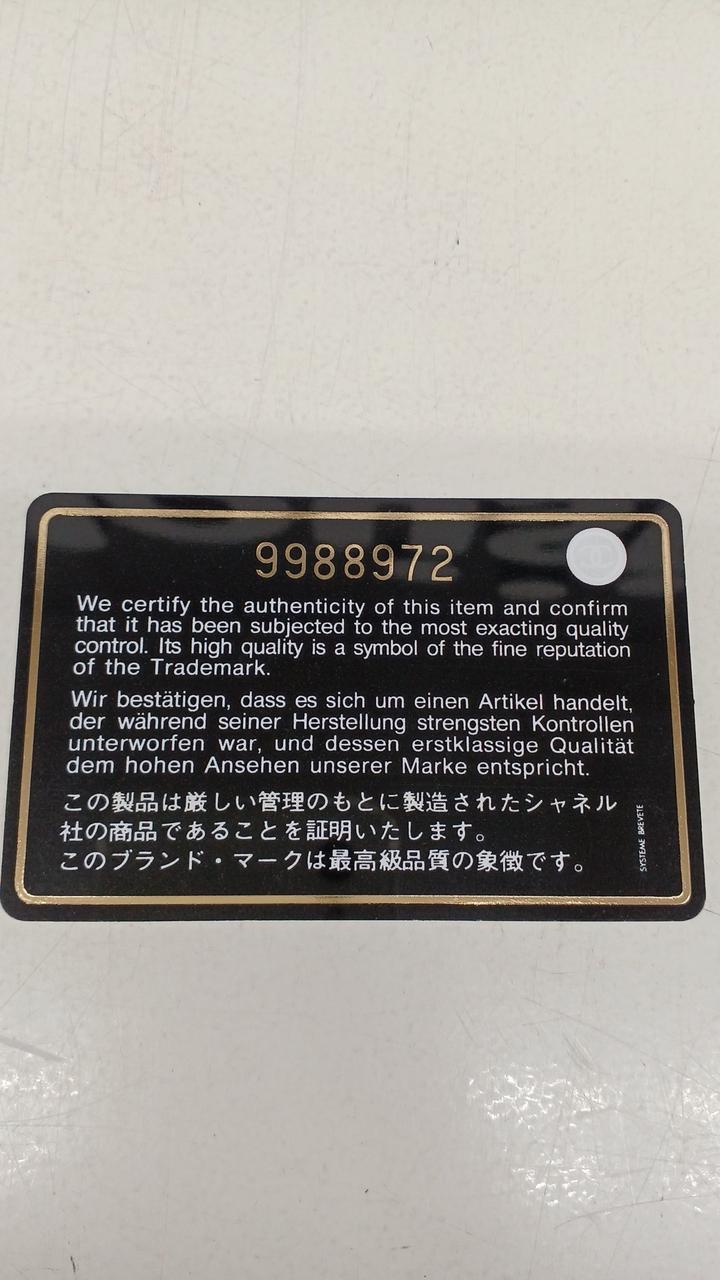 9988972
We certify the authenticity of this item and confirm
that it has been subjected to the most exacting quality
control. Its high quality is a symbol of the fine reputation
of the Trademark.
Wir bestätigen, dass es sich um einen Artikel handelt,
der während seiner Herstellung strengsten Kontrollen
unterworfen war, und dessen erstklassige Qualität
dem hohen Ansehen unserer Marke entspricht.
この製品は厳しい管理のもとに製造されたシャネル
社の商品であることを証明いたします。
このブランド・マークは最高級品質の象徴です。
SYSTEME BREVETE